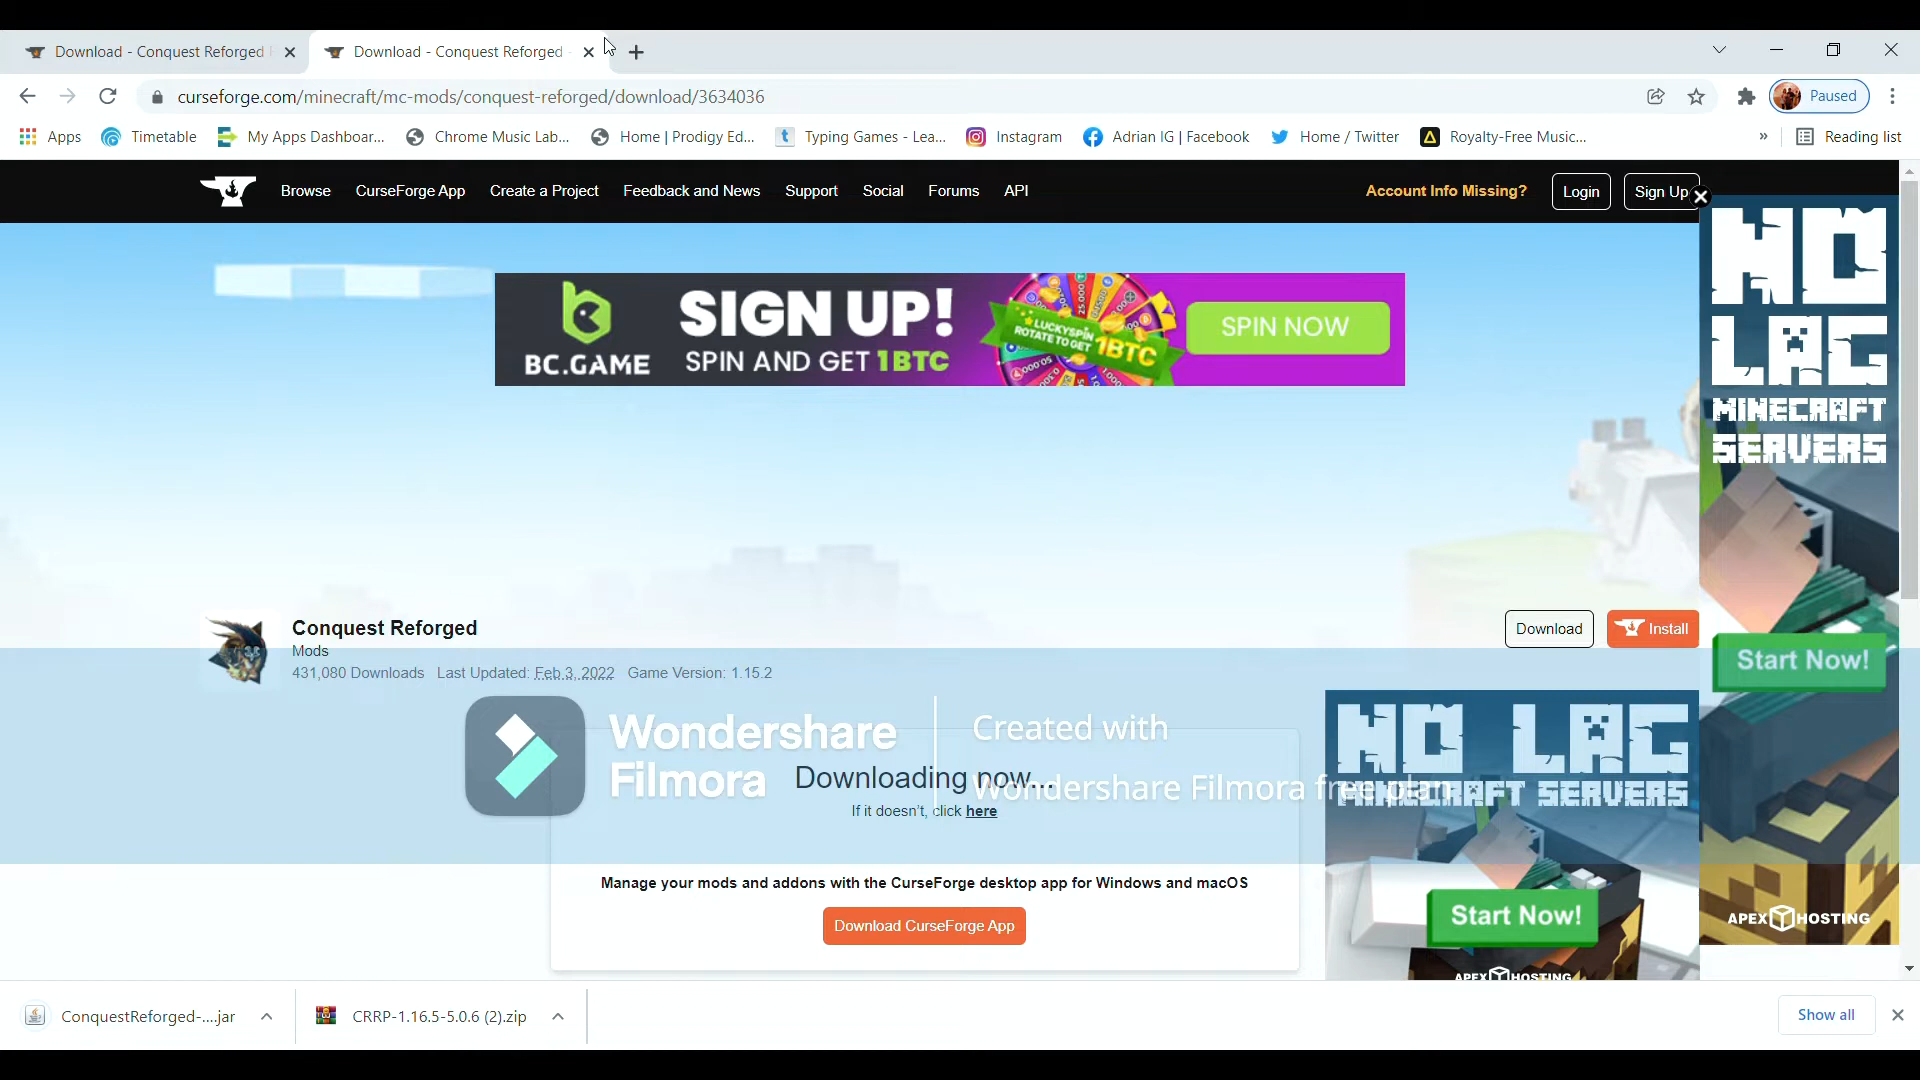 Download - Conquest Reforged
Download - Conquest Reforged
curseforge.com/minecraft/mc-mods/conquest-reforged/download/3634036
Paused
Apps
Timetable
My Apps Dashboar...
Chrome Music Lab...
Home | Prodigy Ed...
Typing Games - Lea...
Instagram
Adrian IG | Facebook
Home / Twitter
Royalty-Free Music...
»
Reading list
Browse
CurseForge App
Create a Project
Feedback and News
Support
Social
Forums
API
Account Info Missing?
Login
Sign Up
BC.GAME
SIGN UP!
SPIN AND GET 1BTC
LUCKYSPIN
ROTATE TO GET
1BTC
SPIN NOW
NO
LAG
MINECRAFT
SERVERS
Start Now!
APEX HOSTING
Conquest Reforged
Mods
431,080 Downloads Last Updated: Feb 3, 2022 Game Version: 1.15.2
Download
Install
Wondershare
Filmora
Created with
Wondershare Filmora free plan
Downloading now...
If it doesn't, click here
Manage your mods and addons with the CurseForge desktop app for Windows and macOS
Download CurseForge App
NO LAG
MINECRAFT SERVERS
Start Now!
APEX HOSTING
ConquestReforged-....jar
CRRP-1.16.5-5.0.6 (2).zip
Show all